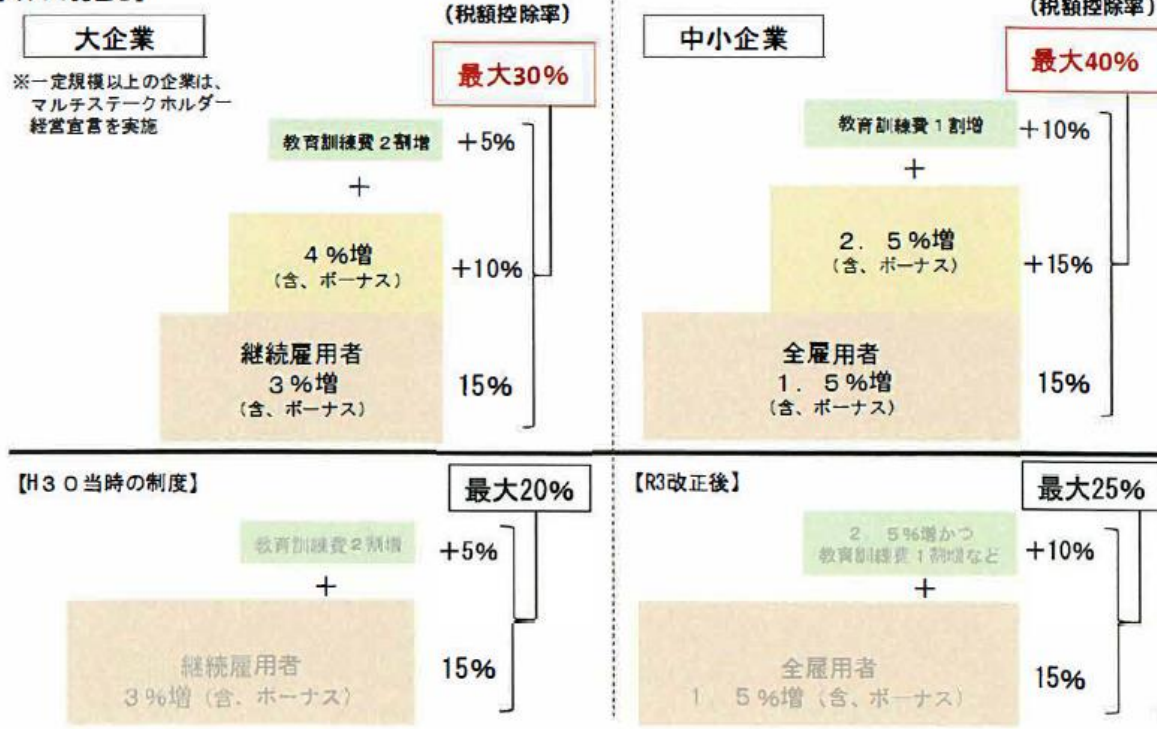 (税額控除率)
大企業
最大30%
※一定規模以上の企業は、
マルチステークホルダー
経営宣言を実施
教育訓練費2割増
+5%
+
4%増
(含、ボーナス)
+10%
継続雇用者
3%増
(含、ボーナス)
15%
(税額控除率)
中小企業
最大40%
教育訓練費1割増
+10%
+
2.5%増
(含、ボーナス)
+15%
全雇用者
1.5%増
(含、ボーナス)
15%
【H30当時の制度】
最大20%
教育訓練費2割増
+5%
+
継続雇用者
3%増(含、ボーナス)
15%
【R3改正後】
最大25%
2.5%増かつ
教育訓練費1割増など
+10%
+
全雇用者
1.5%増(含、ボーナス)
15%